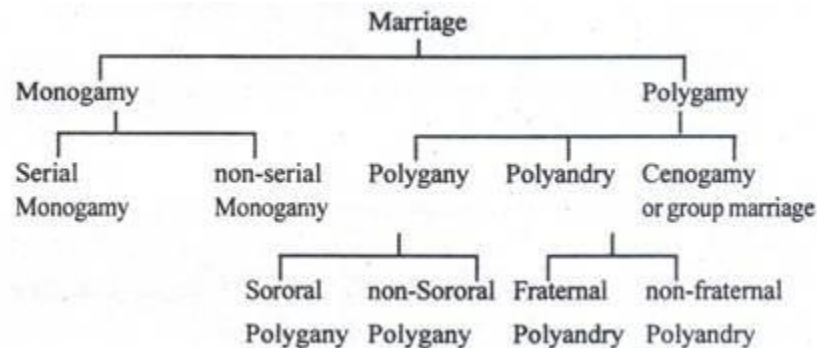 Marriage
Monogamy Polygamy
Serial non-serial Polygany Polyandry Cenogamy
Monogamy Monogamy or group marriage
Sororal non-Sororal Fraternal non-fraternal
Polygany Polygany Polyandry Polyandry